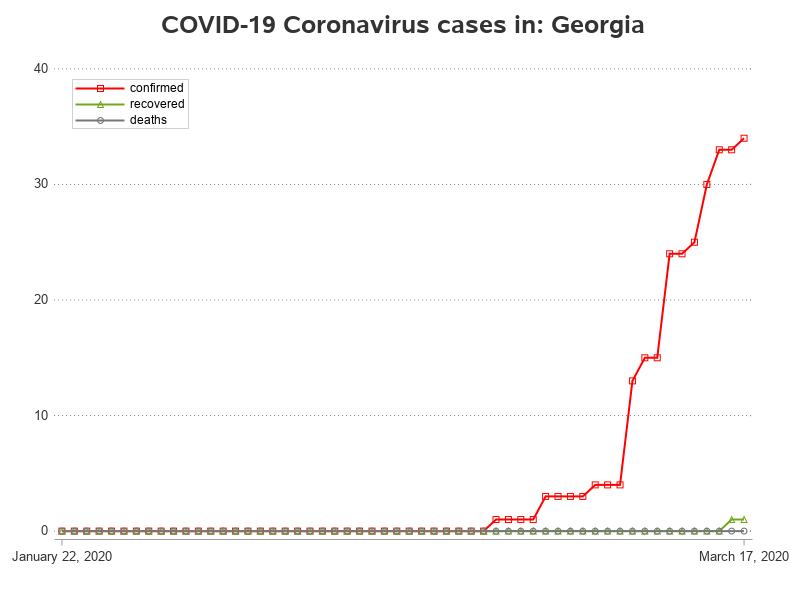 COVID-19 Coronavirus cases in: Georgia
40
confirmed
recovered
deaths
30
20
10
0
January 22, 2020
March 17, 2020